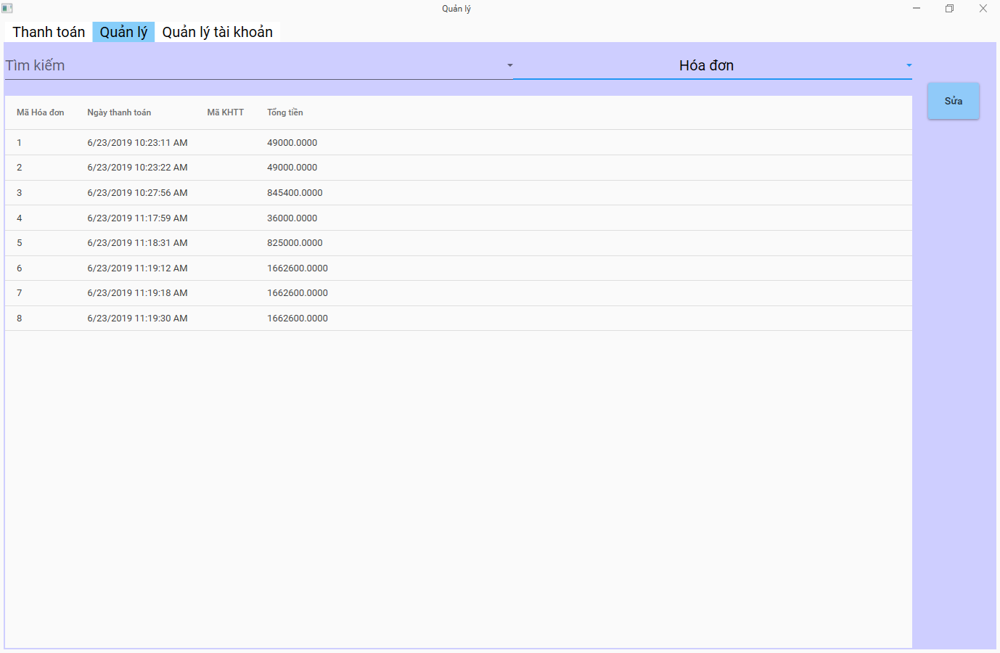 Quản lý
Thanh toán Quản lý Quản lý tài khoản
Tìm kiếm Hóa đơn
Sửa
Mã Hóa đơn Ngày thanh toán Mã KHTT Tổng tiền
1 6/23/2019 10:23:11 AM 49000.0000
2 6/23/2019 10:23:22 AM 49000.0000
3 6/23/2019 10:27:56 AM 845400.0000
4 6/23/2019 11:17:59 AM 36000.0000
5 6/23/2019 11:18:31 AM 825000.0000
6 6/23/2019 11:19:12 AM 1662600.0000
7 6/23/2019 11:19:18 AM 1662600.0000
8 6/23/2019 11:19:30 AM 1662600.0000